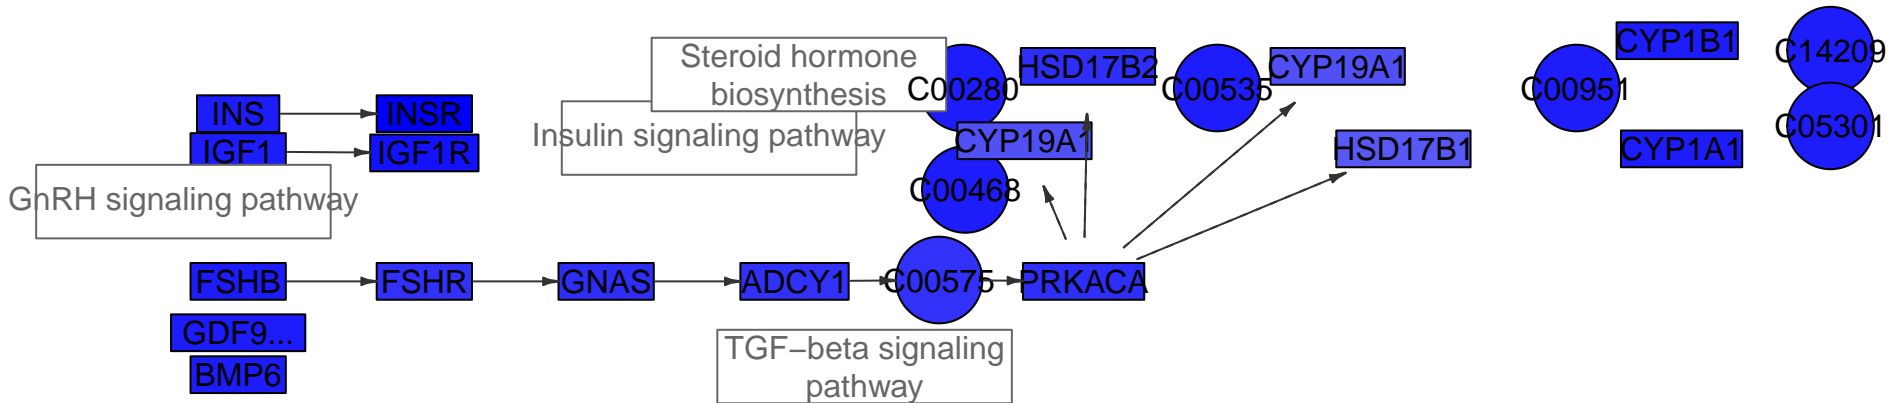 Steroid hormone
biosynthesis
C00280
HSD17B2
C00535
CYP19A1
C00951
CYP1B1
C14209
INS
INSR
Insulin signaling pathway
CYP19A1
C05301
IGF1
IGF1R
HSD17B1
CYP1A1
GnRH signaling pathway
C00468
FSHB
FSHR
GNAS
ADCY1
C00575
PRKACA
GDF9...
TGF−beta signaling
pathway
BMP6